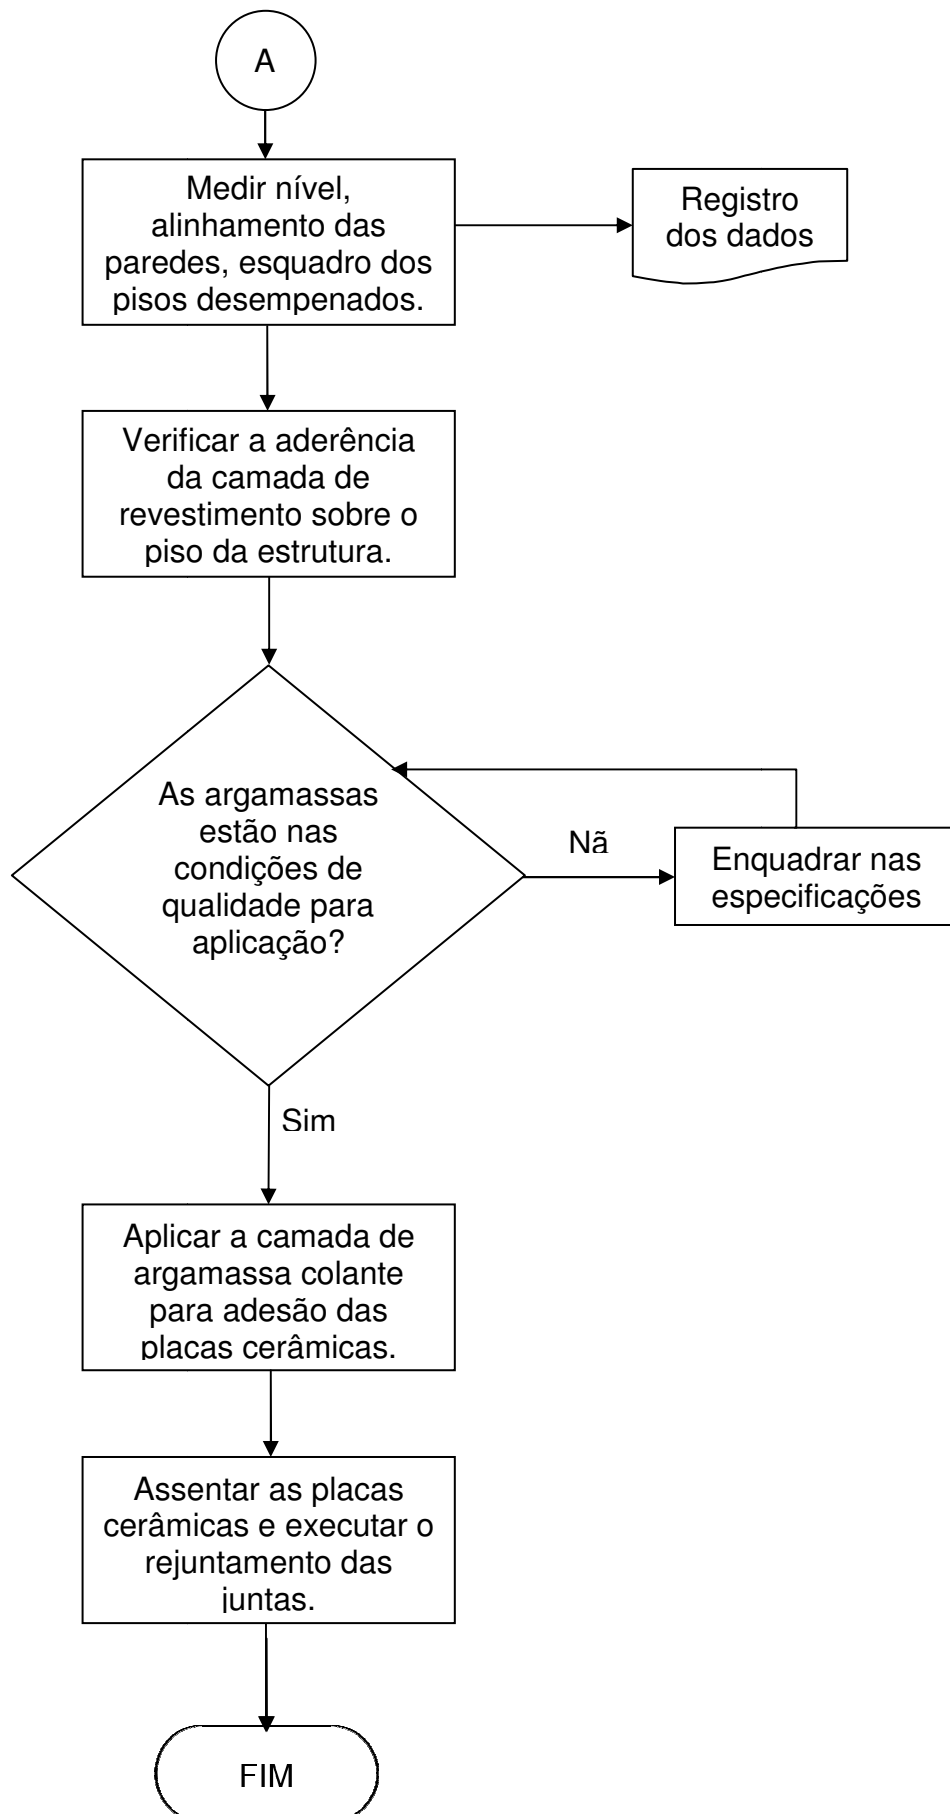 A
Medir nível,
alinhamento das
paredes, esquadro dos
pisos desempenados.
Registro
dos dados
Verificar a aderência
da camada de
revestimento sobre o
piso da estrutura.
As argamassas
estão nas
condições de
qualidade para
aplicação?
Nã
Enquadrar nas
especificações
Sim
Aplicar a camada de
argamassa colante
para adesão das
placas cerâmicas.
Assentar as placas
cerâmicas e executar o
rejuntamento das
juntas.
FIM